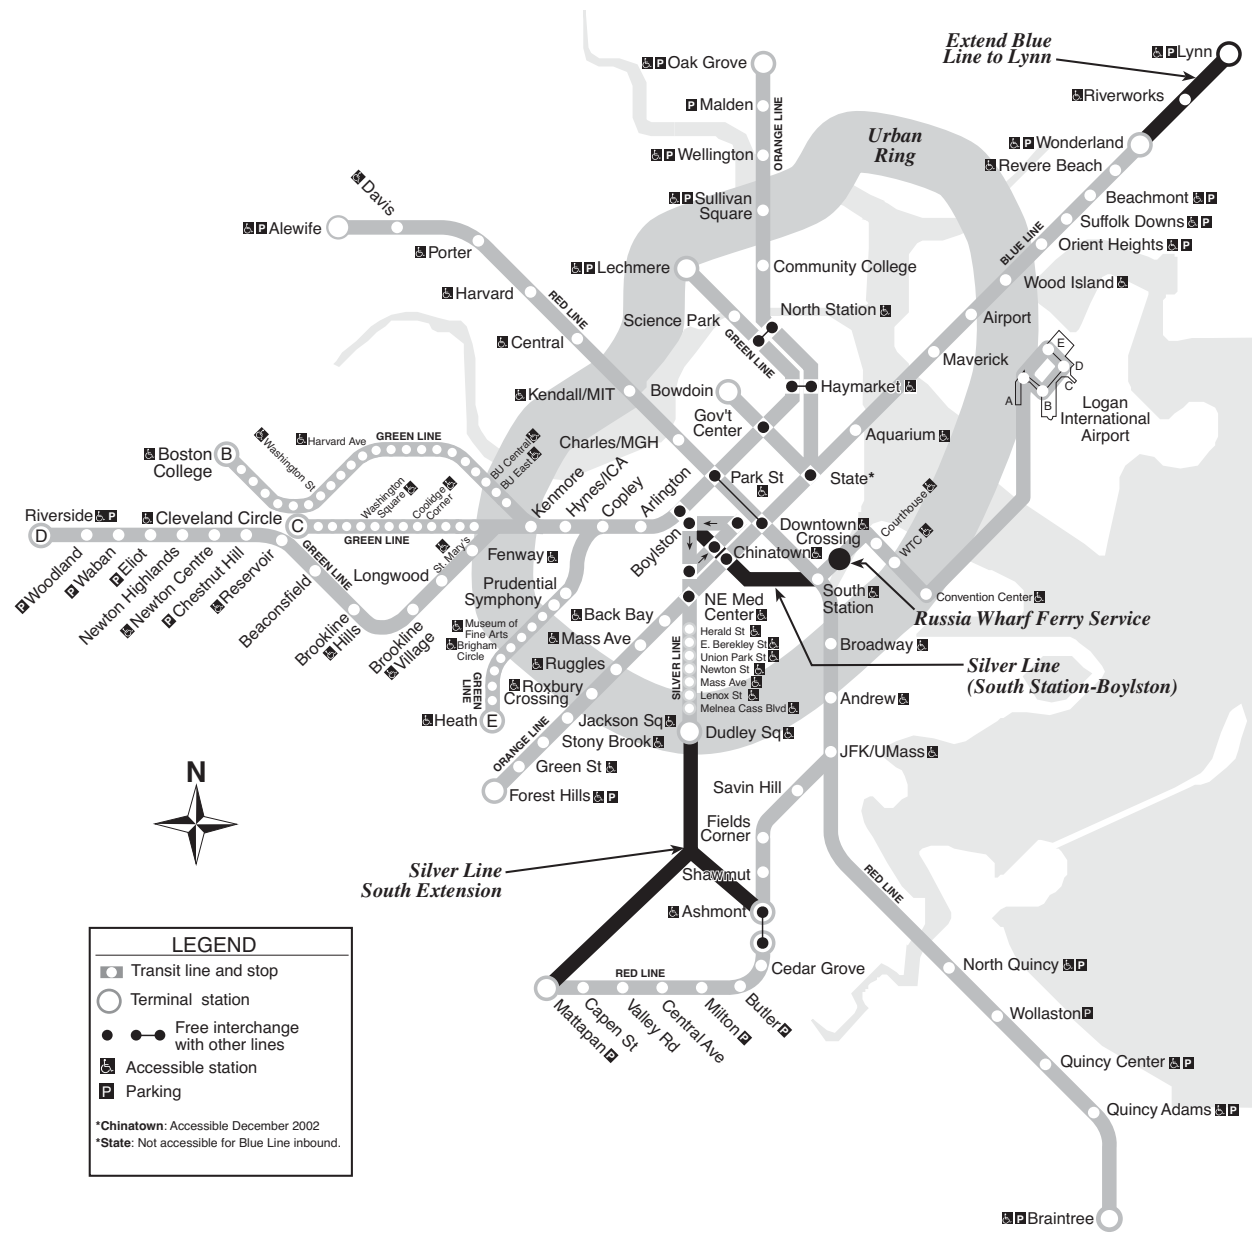 Extend Blue
Line to Lynn
Lynn
Riverworks
Wonderland
Revere Beach
Beachmont P
Suffolk Downs P
Orient Heights P
Wood Island
Airport
Maverick
Aquarium
BLUE LINE
Urban
Ring
P Oak Grove
P Malden
P Wellington
P Sullivan
Square
Community College
North Station
Haymarket
ORANGE LINE
P Lechmere
Science Park
GREEN LINE
Davis
P Alewife
Porter
Harvard
Central
Kendall/MIT
RED LINE
Charles/MGH
Bowdoin
Gov't
Center
Park St
State*
Downtown
Crossing
Chinatown
E
D
C
B
A
Logan
International
Airport
Boston
College
B
Washington St
Harvard Ave
GREEN LINE
BU Central
BU East
Riverside P
D
P Woodland
P Waban
P Eliot
Newton Highlands
Newton Centre
P Chestnut Hill
Reservoir
Beaconsfield
Brookline
Hills
Brookline
Village
Longwood
Fenway
GREEN LINE
Cleveland Circle
C
Washington
Square
Coolidge
Corner
St. Mary's
GREEN LINE
Kenmore
Hynes/ICA
Copley
Arlington
Boylston
Prudential
Symphony
Museum of
Fine Arts
Brigham
Circle
GREEN
LINE
Heath
E
Back Bay
Mass Ave
Ruggles
Roxbury
Crossing
Jackson Sq
Stony Brook
Green St
Forest Hills P
ORANGE LINE
NE Med
Center
Herald St
E. Berekley St
Union Park St
Newton St
Mass Ave
Lenox St
Melnea Cass Blvd
Dudley Sq
SILVER LINE
Courthouse
WTC
Convention Center
South
Station
Russia Wharf Ferry Service
Silver Line
(South Station-Boylston)
Broadway
Andrew
JFK/UMass
Savin Hill
Fields
Corner
Shawmut
Ashmont
Cedar Grove
RED LINE
Mattapan P
Capen St
Valley Rd
Central Ave
Milton P
Butler P
Silver Line
South Extension
RED LINE
North Quincy P
Wollaston P
Quincy Center P
Quincy Adams P
P Braintree
N
LEGEND
Transit line and stop
Terminal station
Free interchange
with other lines
Accessible station
P Parking
*Chinatown: Accessible December 2002
*State: Not accessible for Blue Line inbound.